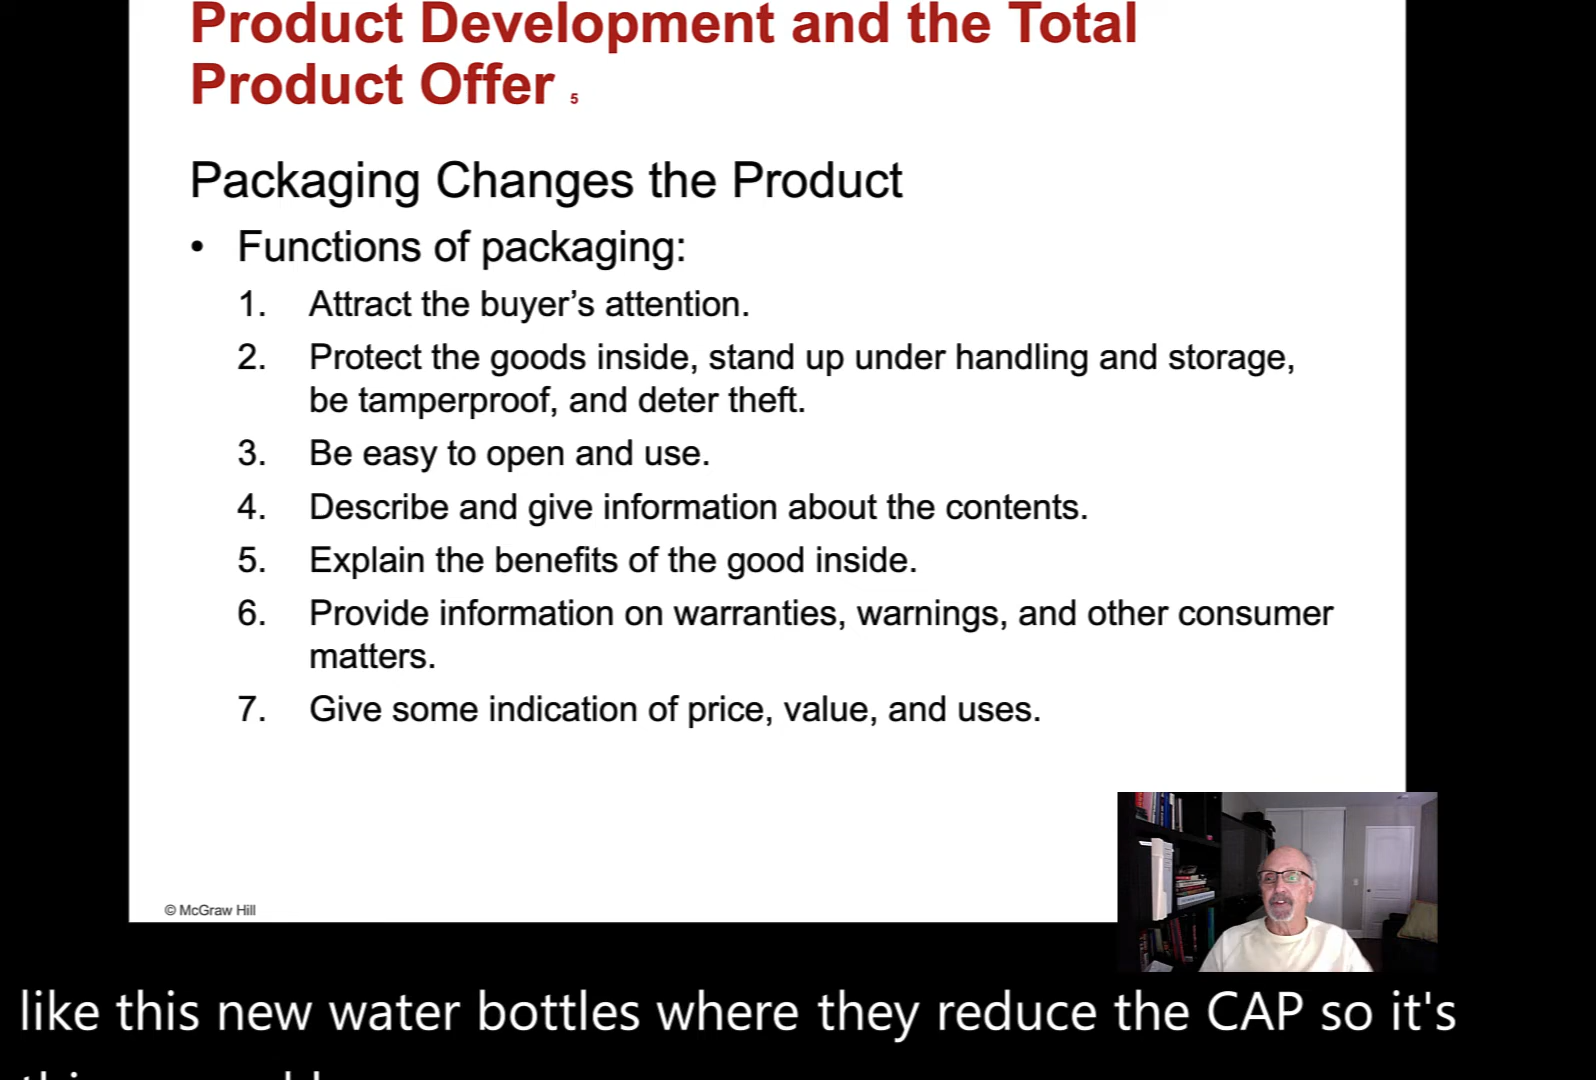 Product Development and the Total
Product Offer 5
Packaging Changes the Product
• Functions of packaging:
1. Attract the buyer’s attention.
2. Protect the goods inside, stand up under handling and storage,
be tamperproof, and deter theft.
3. Be easy to open and use.
4. Describe and give information about the contents.
5. Explain the benefits of the good inside.
6. Provide information on warranties, warnings, and other consumer
matters.
7. Give some indication of price, value, and uses.
© McGraw Hill
like this new water bottles where they reduce the CAP so it's